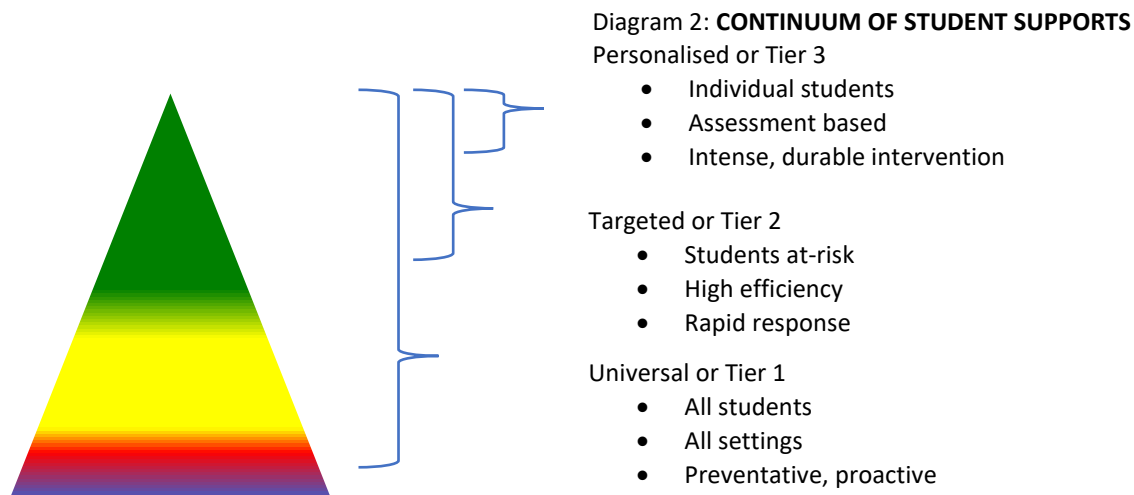 Diagram 2: CONTINUUM OF STUDENT SUPPORTS
Personalised or Tier 3
• Individual students
• Assessment based
• Intense, durable intervention
Targeted or Tier 2
• Students at-risk
• High efficiency
• Rapid response
Universal or Tier 1
• All students
• All settings
• Preventative, proactive